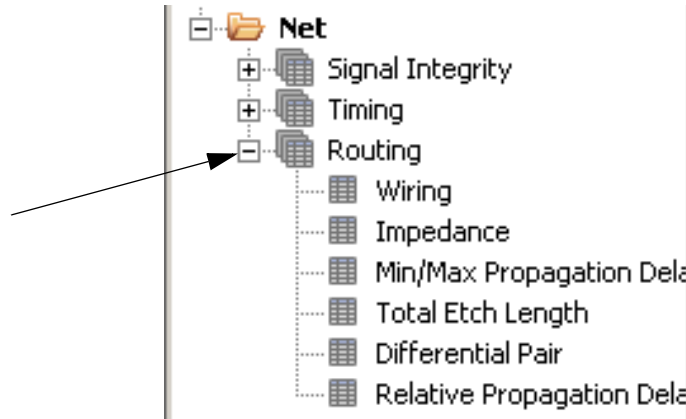 Net
Signal Integrity
Timing
Routing
Wiring
Impedance
Min/Max Propagation Dela
Total Etch Length
Differential Pair
Relative Propagation Dela